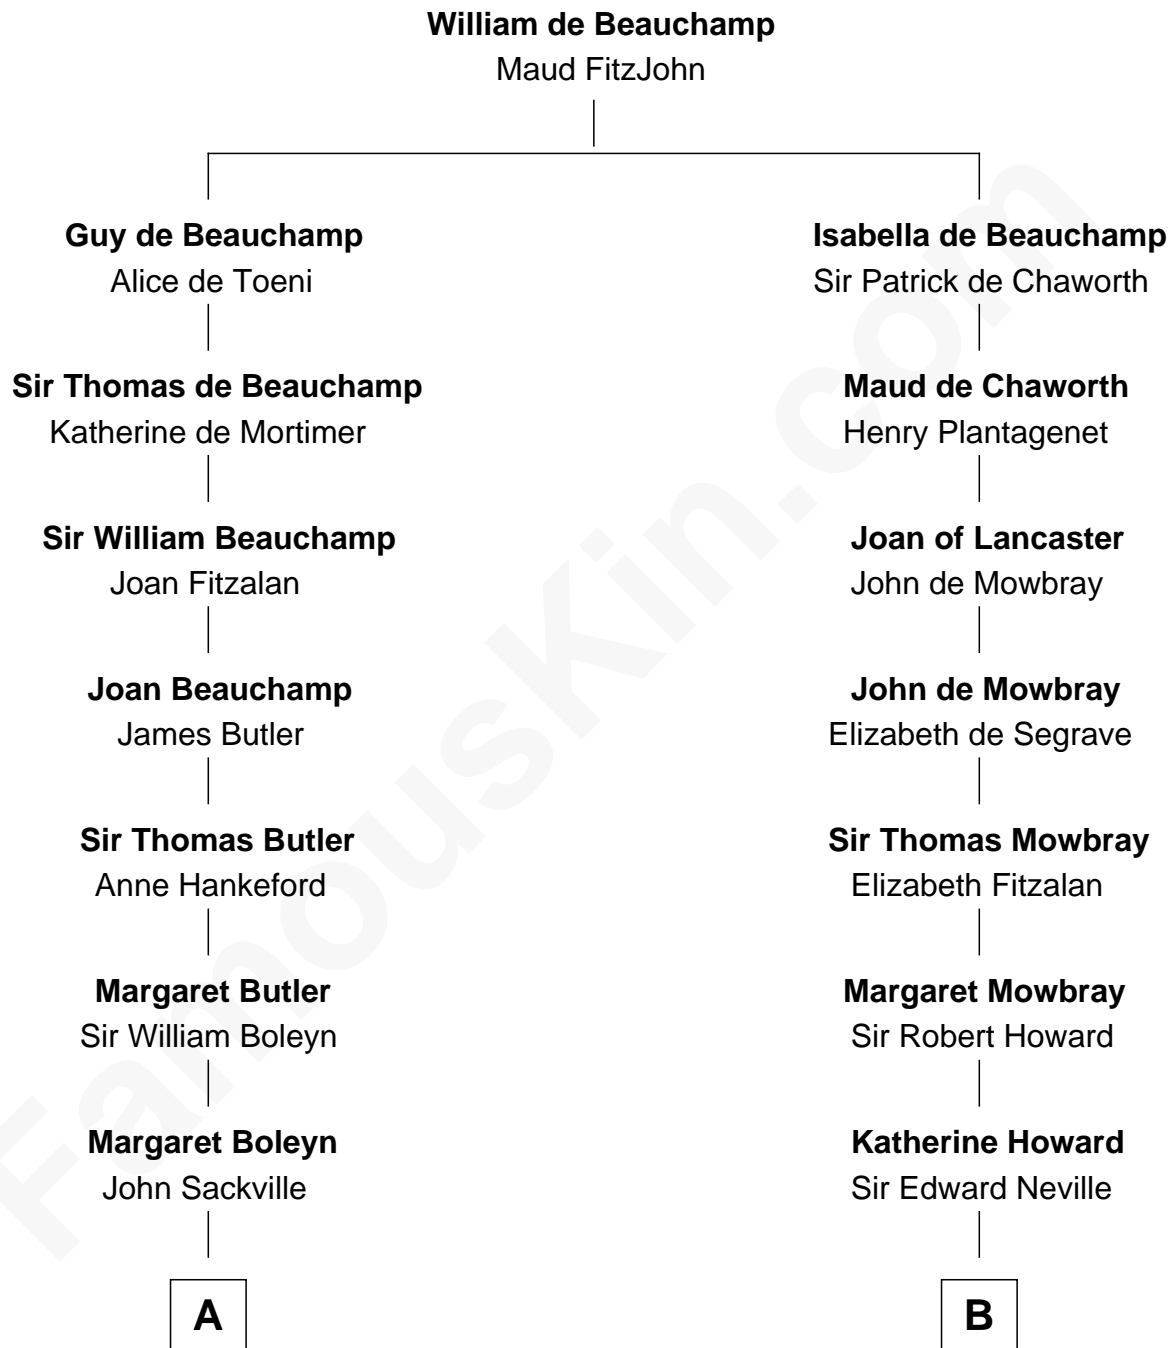 William de Beauchamp
Maud FitzJohn
Guy de Beauchamp
Alice de Toeni
Isabella de Beauchamp
Sir Patrick de Chaworth
Sir Thomas de Beauchamp
Katherine de Mortimer
Maud de Chaworth
Henry Plantagenet
Sir William Beauchamp
Joan Fitzalan
Joan of Lancaster
John de Mowbray
Joan Beauchamp
James Butler
John de Mowbray
Elizabeth de Segrave
Sir Thomas Butler
Anne Hankeford
Sir Thomas Mowbray
Elizabeth Fitzalan
Margaret Butler
Sir William Boleyn
Margaret Mowbray
Sir Robert Howard
Margaret Boleyn
John Sackville
Katherine Howard
Sir Edward Neville
A
B
FamousKin.com